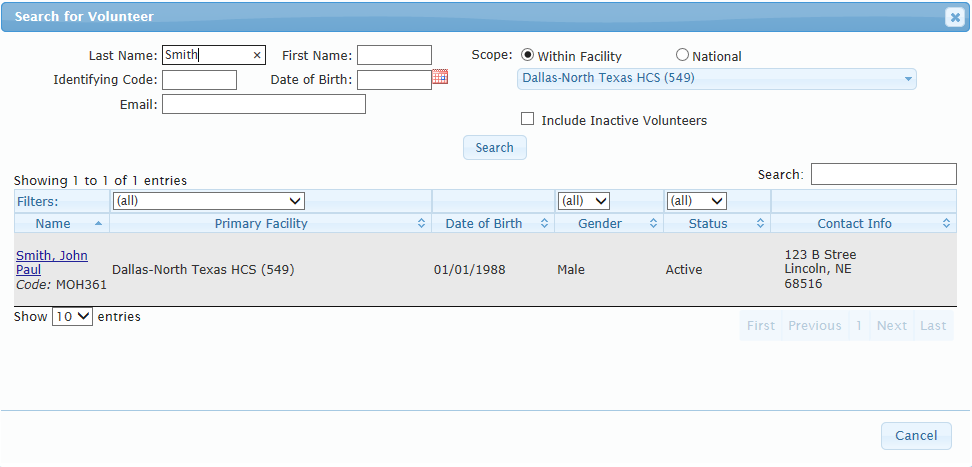 Search for Volunteer
Last Name: Smith × First Name: Scope: Within Facility National
Identifying Code: Date of Birth: Dallas-North Texas HCS (549)
Email:
Include Inactive Volunteers
Search
Showing 1 to 1 of 1 entries Search:
Filters: (all) (all) (all)
Name Primary Facility Date of Birth Gender Status Contact Info
Smith, John
Paul
Code: MOH361
Dallas-North Texas HCS (549) 01/01/1988 Male Active
123 B Stree
Lincoln, NE
68516
Show 10 entries
First Previous 1 Next Last
Cancel